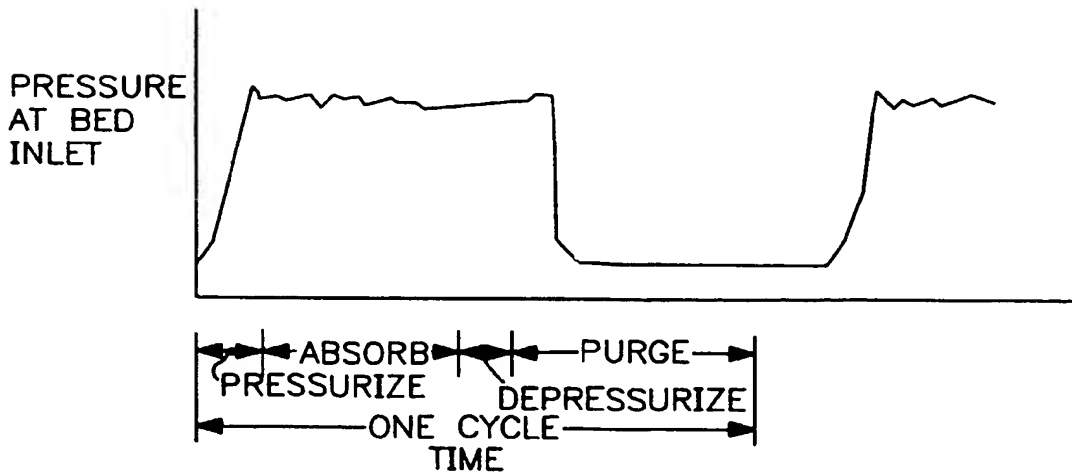 PRESSURE
AT BED
INLET
ABSORB
PURGE
PRESSURIZE
DEPRESSURIZE
ONE CYCLE
TIME